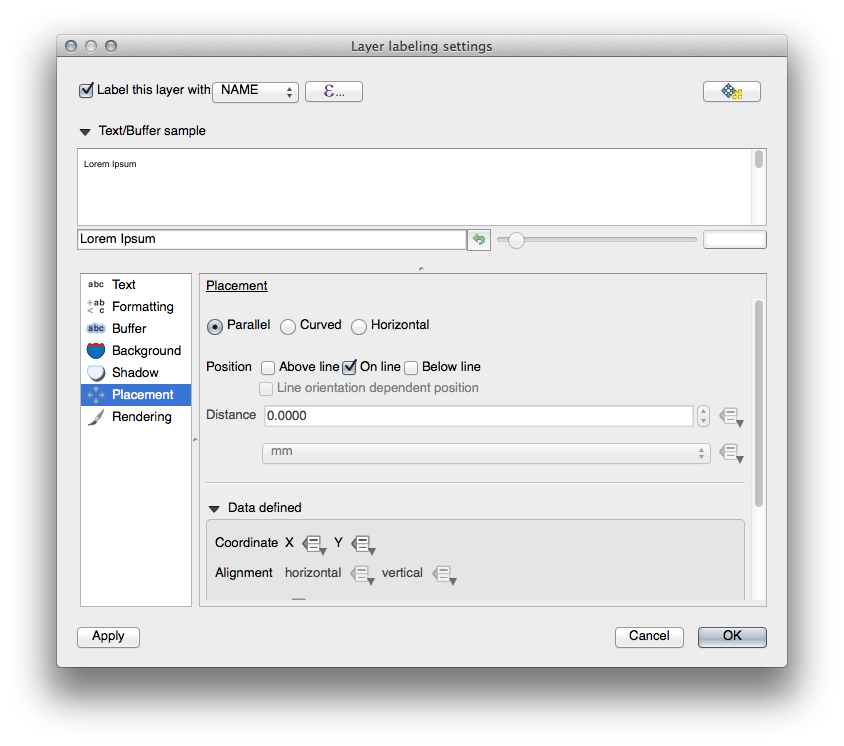 Layer labeling settings
Label this layer with NAME ε...
Text/Buffer sample
Lorem Ipsum
Lorem Ipsum
abc Text
+ab < c Formatting
abc Buffer
Background
Shadow
Placement
Rendering
Placement
Parallel Curved Horizontal
Position Above line On line Below line
Line orientation dependent position
Distance 0.0000
mm
Data defined
Coordinate X Y
Alignment horizontal vertical
Apply Cancel OK